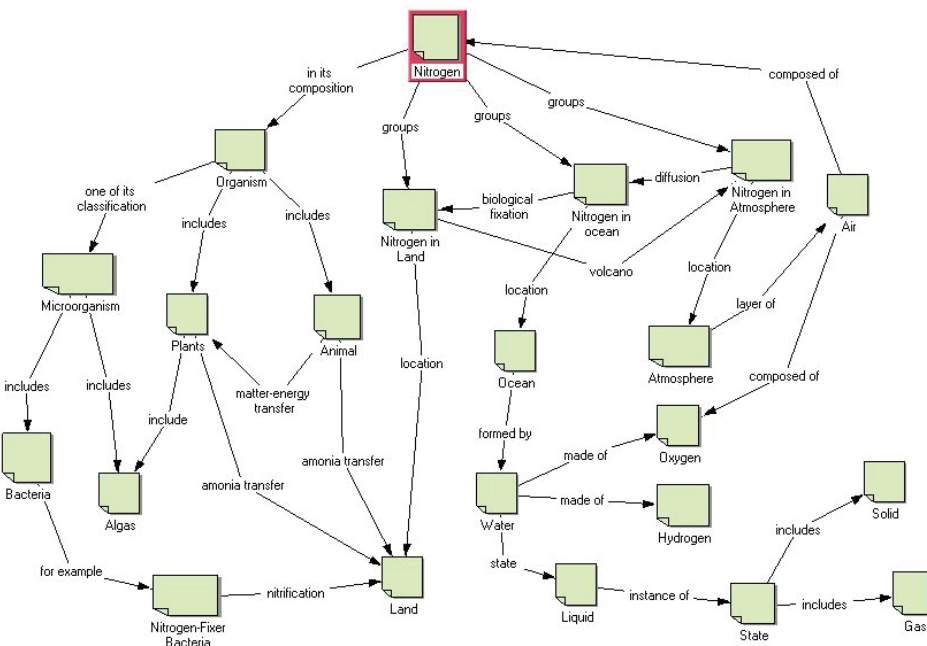 Nitrogen
in its
composition
composed of
groups
groups
groups
Organism
one of its
classification
includes
includes
biological
fixation
diffusion
Nitrogen in
Land
Nitrogen in
ocean
Nitrogen in
Atmosphere
Air
volcano
location
location
location
layer of
Microorganism
Plants
Animal
Ocean
Atmosphere
composed of
includes
includes
include
matter-energy
transfer
formed by
made of
Oxygen
amonia transfer
amonia transfer
Bacteria
Algas
Water
made of
Hydrogen
Solid
includes
for example
state
nitrification
Land
Liquid
instance of
State
includes
Gas
Nitrogen-Fixer
Bacteria